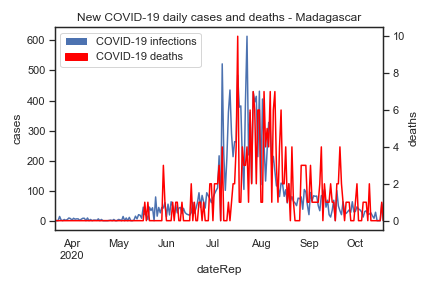 New COVID-19 daily cases and deaths - Madagascar
COVID-19 infections
COVID-19 deaths
600
500
400
300
200
100
0
cases
10
8
6
4
2
0
deaths
Apr May Jun Jul Aug Sep Oct
2020
dateRep